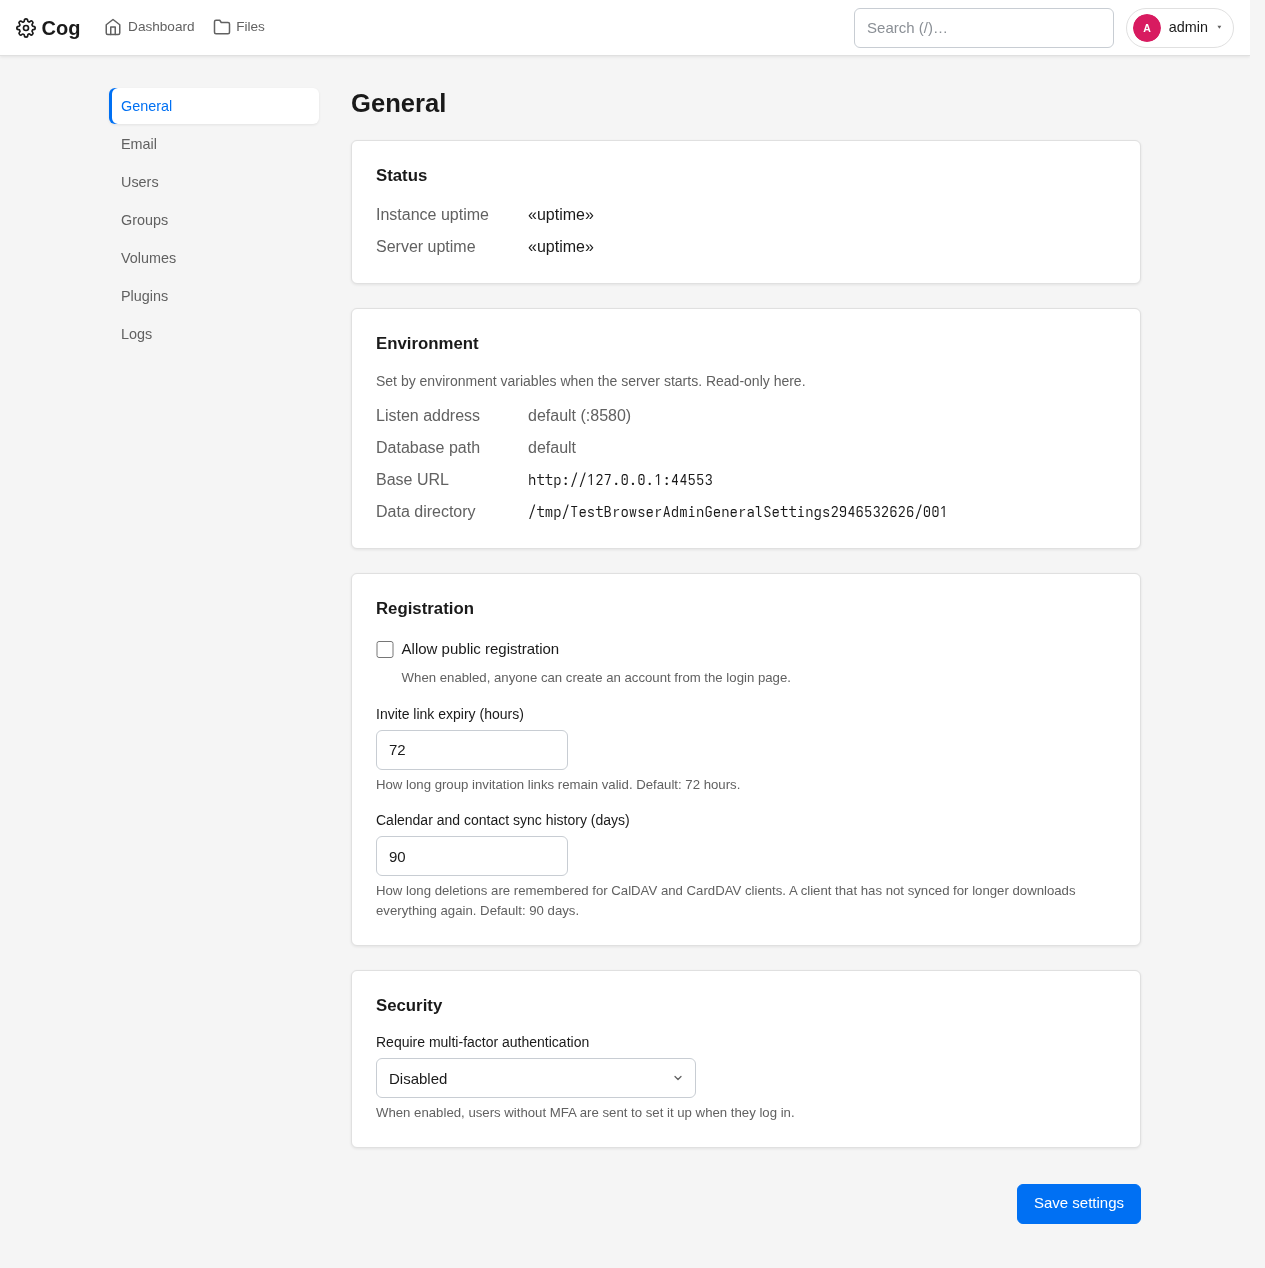 Cog
Dashboard
Files
Search (/)…
A
admin
General
Email
Users
Groups
Volumes
Plugins
Logs
General
Status
Instance uptime «uptime»
Server uptime «uptime»
Environment
Set by environment variables when the server starts. Read-only here.
Listen address default (:8580)
Database path default
Base URL http://127.0.0.1:44553
Data directory /tmp/TestBrowserAdminGeneralSettings2946532626/001
Registration
Allow public registration
When enabled, anyone can create an account from the login page.
Invite link expiry (hours)
72
How long group invitation links remain valid. Default: 72 hours.
Calendar and contact sync history (days)
90
How long deletions are remembered for CalDAV and CardDAV clients. A client that has not synced for longer downloads
everything again. Default: 90 days.
Security
Require multi-factor authentication
Disabled
When enabled, users without MFA are sent to set it up when they log in.
Save settings